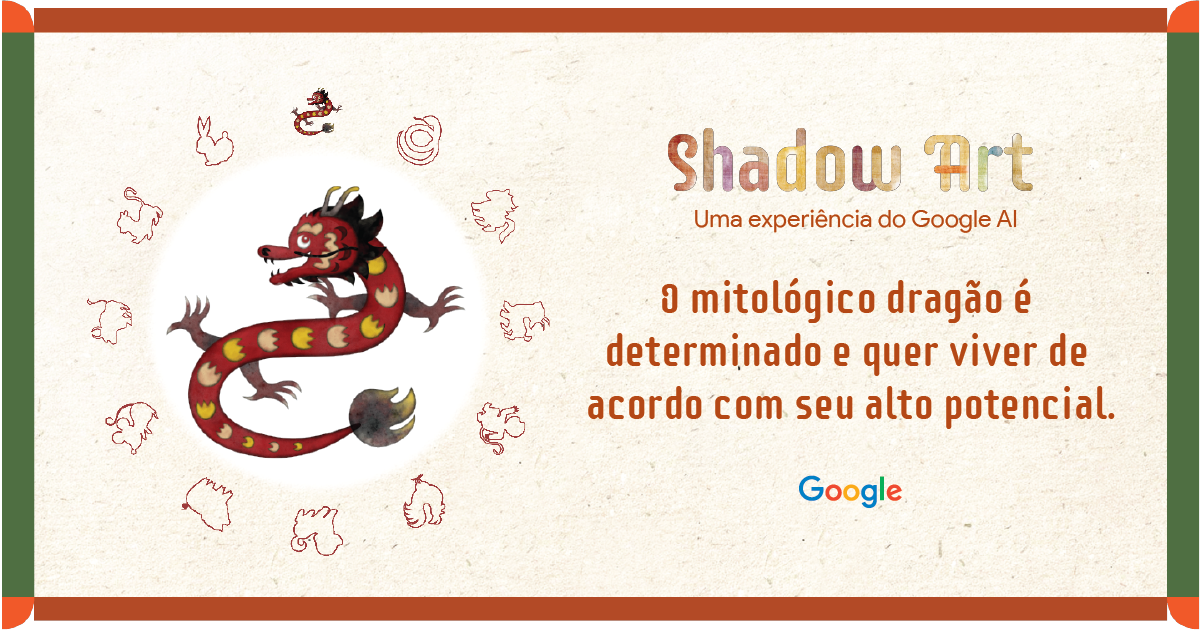 Shadow Art
Uma experiência do Google AI
O mitológico dragão é
determinado e quer viver de
acordo com seu alto potencial.
Google